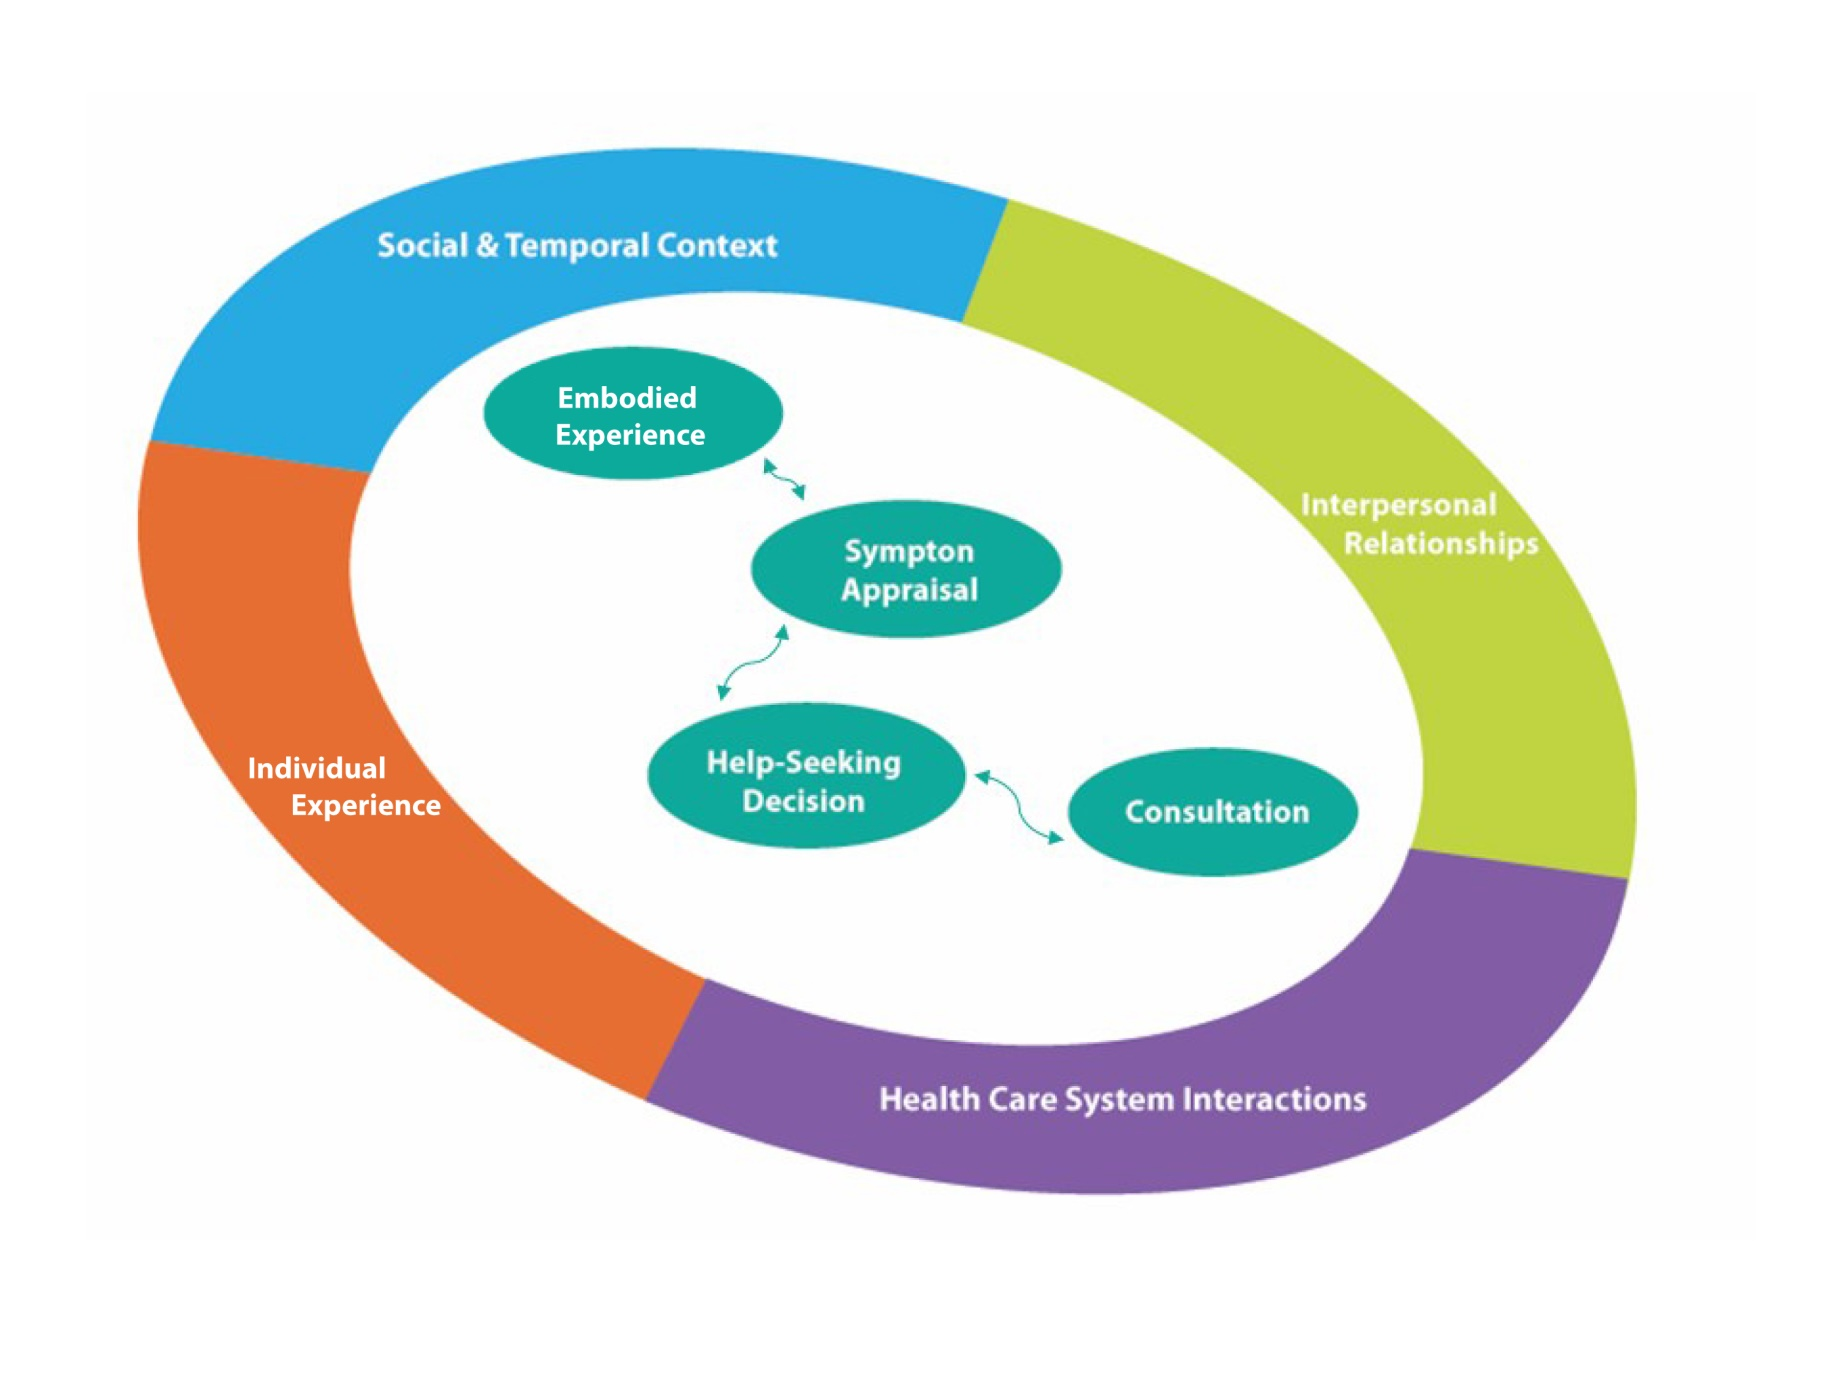 Social & Temporal Context
Embodied
Experience
Sympton
Appraisal
Interpersonal
Relationships
Help-Seeking
Decision
Consultation
Individual
Experience
Health Care System Interactions